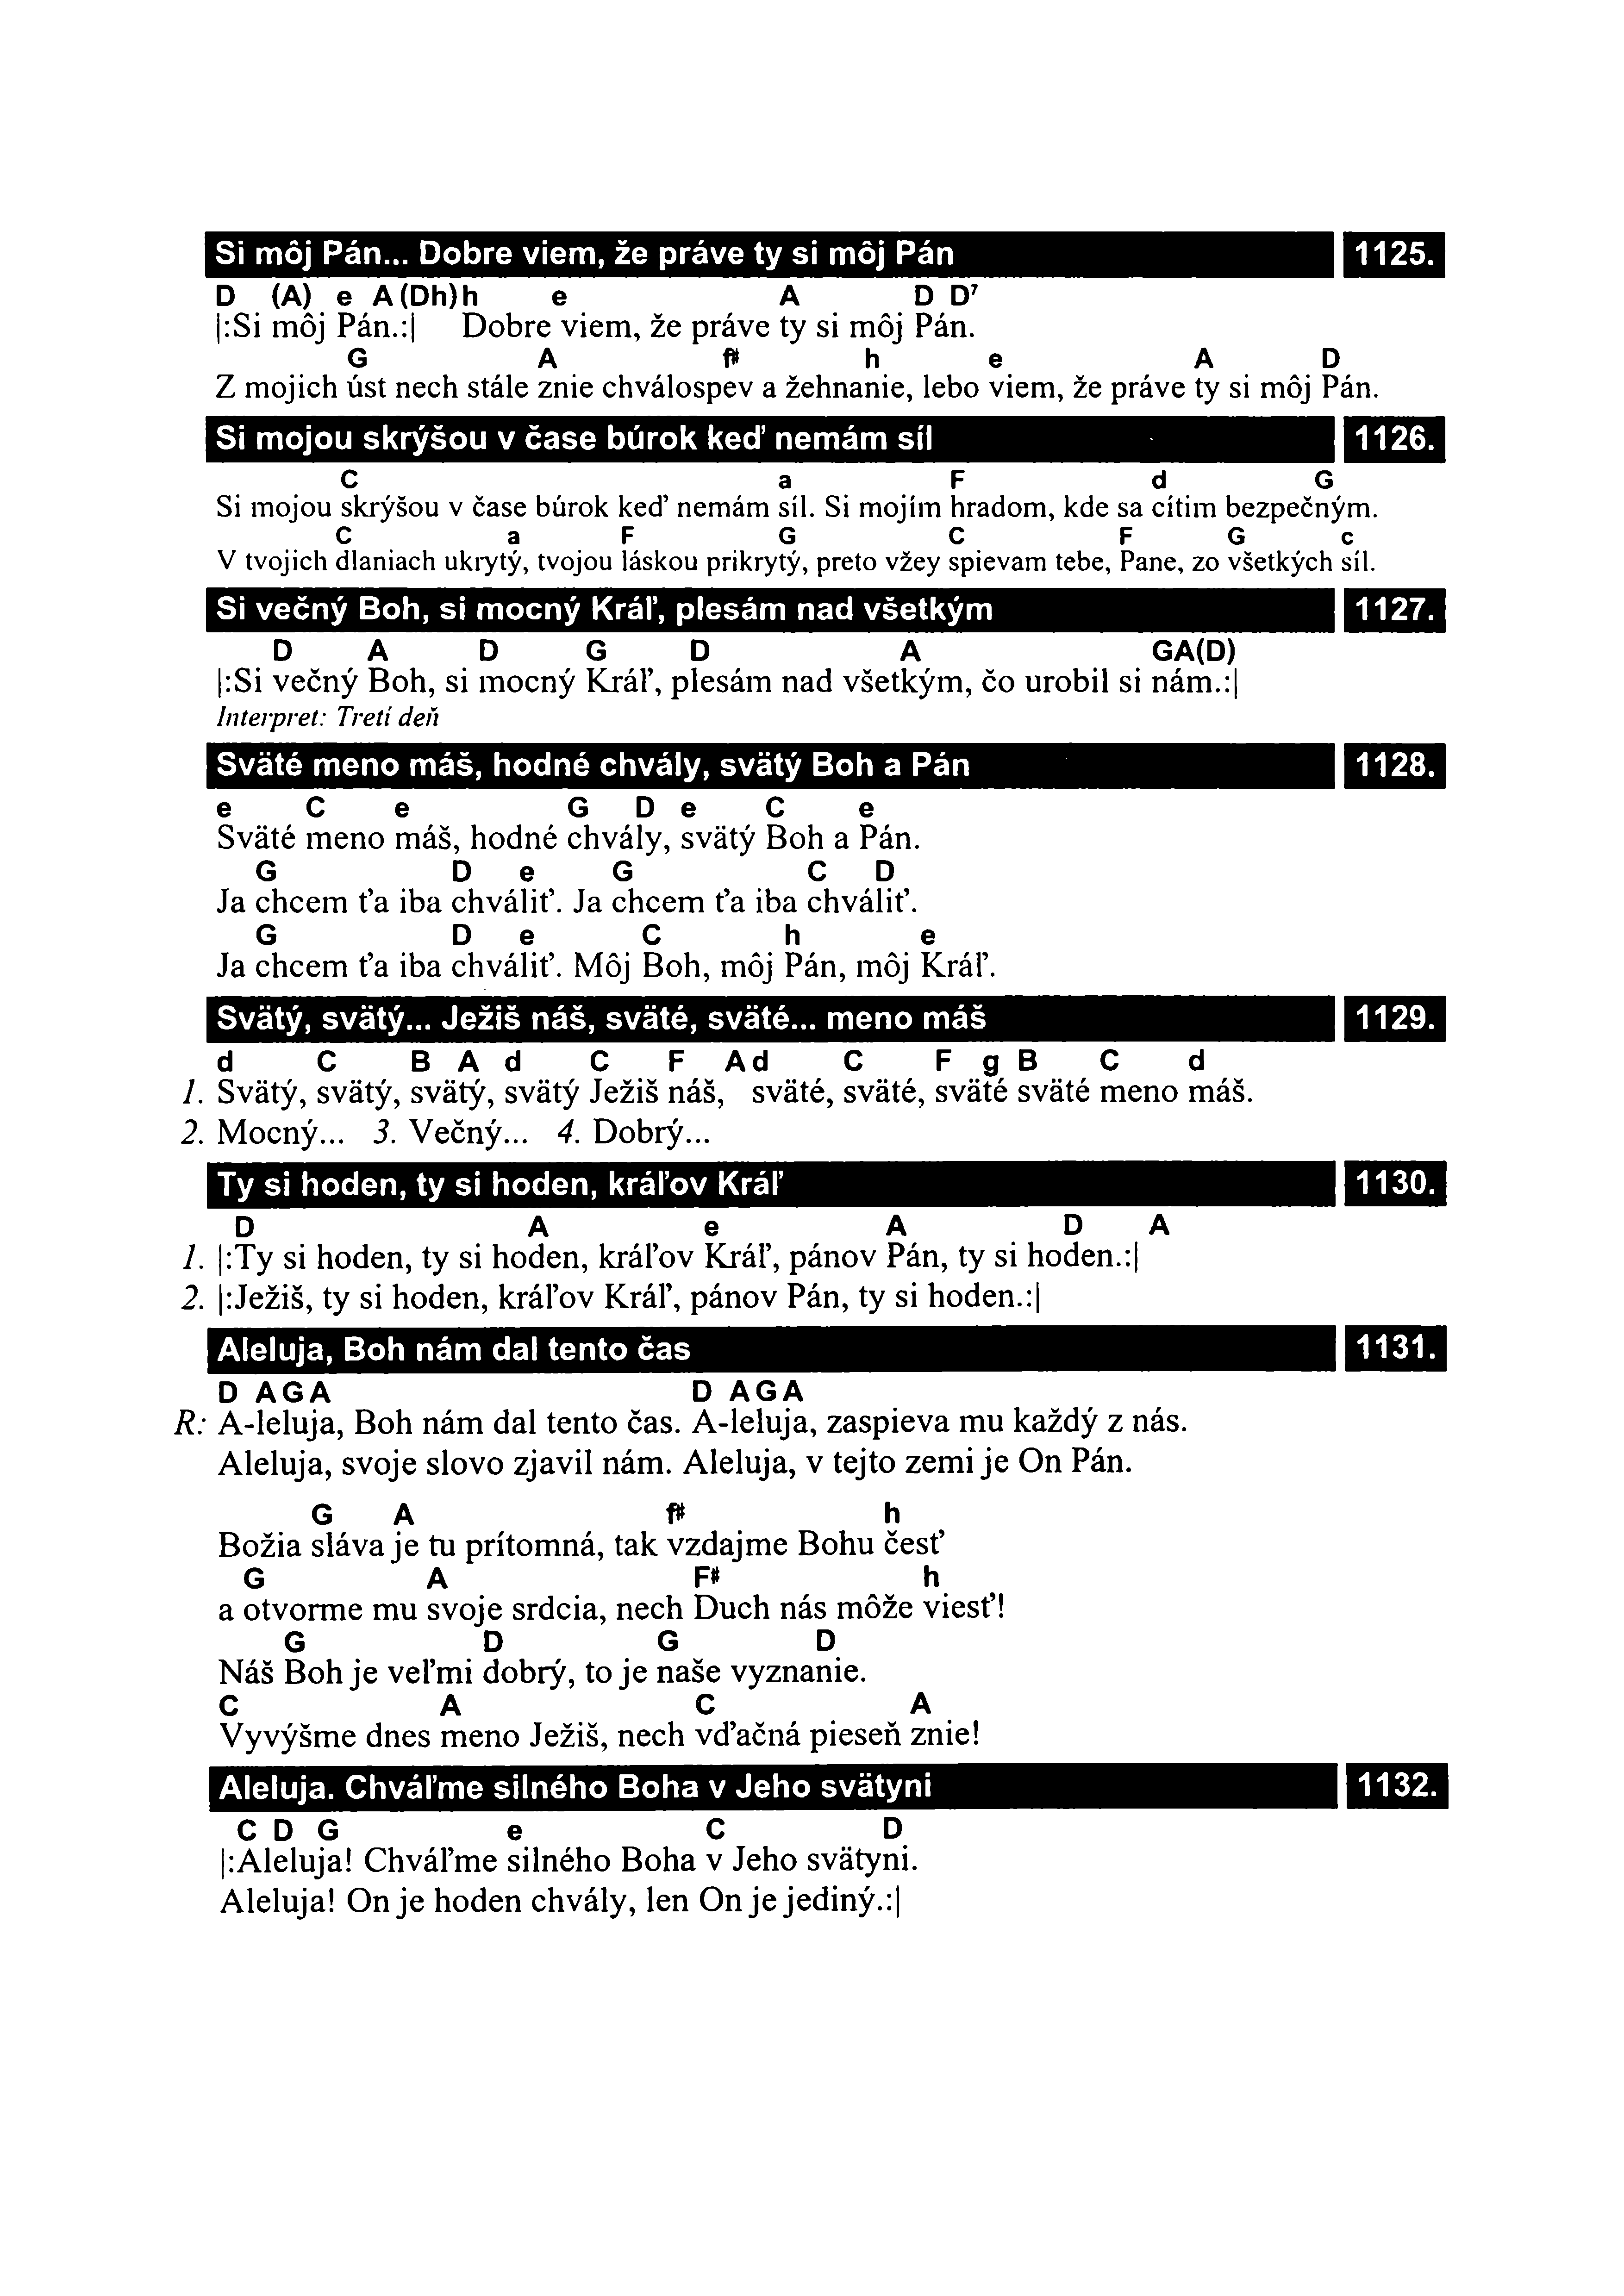 Si môj Pán... Dobre viem, že práve ty si môj Pán 1125.
D (A) e A(Dh)h e A D D⁷
|:Si môj Pán.:| Dobre viem, že práve ty si môj Pán.
G A f# h e A D
Z mojich úst nech stále znie chválospev a žehnanie, lebo viem, že práve ty si môj Pán.
Si mojou skrýšou v čase búrok keď nemám síl 1126.
C a F d G
Si mojou skrýšou v čase búrok keď nemám síl. Si mojím hradom, kde sa cítim bezpečným.
C a F G C F G c
V tvojich dlaniach ukrytý, tvojou láskou prikrytý, preto vžey spievam tebe, Pane, zo všetkých síl.
Si večný Boh, si mocný Kráľ, plesám nad všetkým 1127.
D A D G D A GA(D)
|:Si večný Boh, si mocný Kráľ, plesám nad všetkým, čo urobil si nám.:|
Interpret: Tretí deň
Sväté meno máš, hodné chvály, svätý Boh a Pán 1128.
e C e G D e C e
Sväté meno máš, hodné chvály, svätý Boh a Pán.
G D e G C D
Ja chcem ťa iba chváliť. Ja chcem ťa iba chváliť.
G D e C h e
Ja chcem ťa iba chváliť. Môj Boh, môj Pán, môj Kráľ.
Svätý, svätý... Ježiš náš, sväté, sväté... meno máš 1129.
d C B A d C F A d C F g B C d
1. Svätý, svätý, svätý, svätý Ježiš náš, sväté, sväté, sväté sväté meno máš.
2. Mocný... 3. Večný... 4. Dobrý...
Ty si hoden, ty si hoden, kráľov Kráľ 1130.
D A e A D A
1. |:Ty si hoden, ty si hoden, kráľov Kráľ, pánov Pán, ty si hoden.:|
2. |:Ježiš, ty si hoden, kráľov Kráľ, pánov Pán, ty si hoden.:|
Aleluja, Boh nám dal tento čas 1131.
D A G A D A G A
R: A-leluja, Boh nám dal tento čas. A-leluja, zaspieva mu každý z nás.
Aleluja, svoje slovo zjavil nám. Aleluja, v tejto zemi je On Pán.
G A f# h
Božia sláva je tu prítomná, tak vzdajme Bohu česť
G A F# h
a otvorme mu svoje srdcia, nech Duch nás môže viesť!
G D G D
Náš Boh je veľmi dobrý, to je naše vyznanie.
C A C A
Vyvýšme dnes meno Ježiš, nech vďačná pieseň znie!
Aleluja. Chváľme silného Boha v Jeho svätyni 1132.
C D G e C D
|:Aleluja! Chváľme silného Boha v Jeho svätyni.
Aleluja! On je hoden chvály, len On je jediný.:|